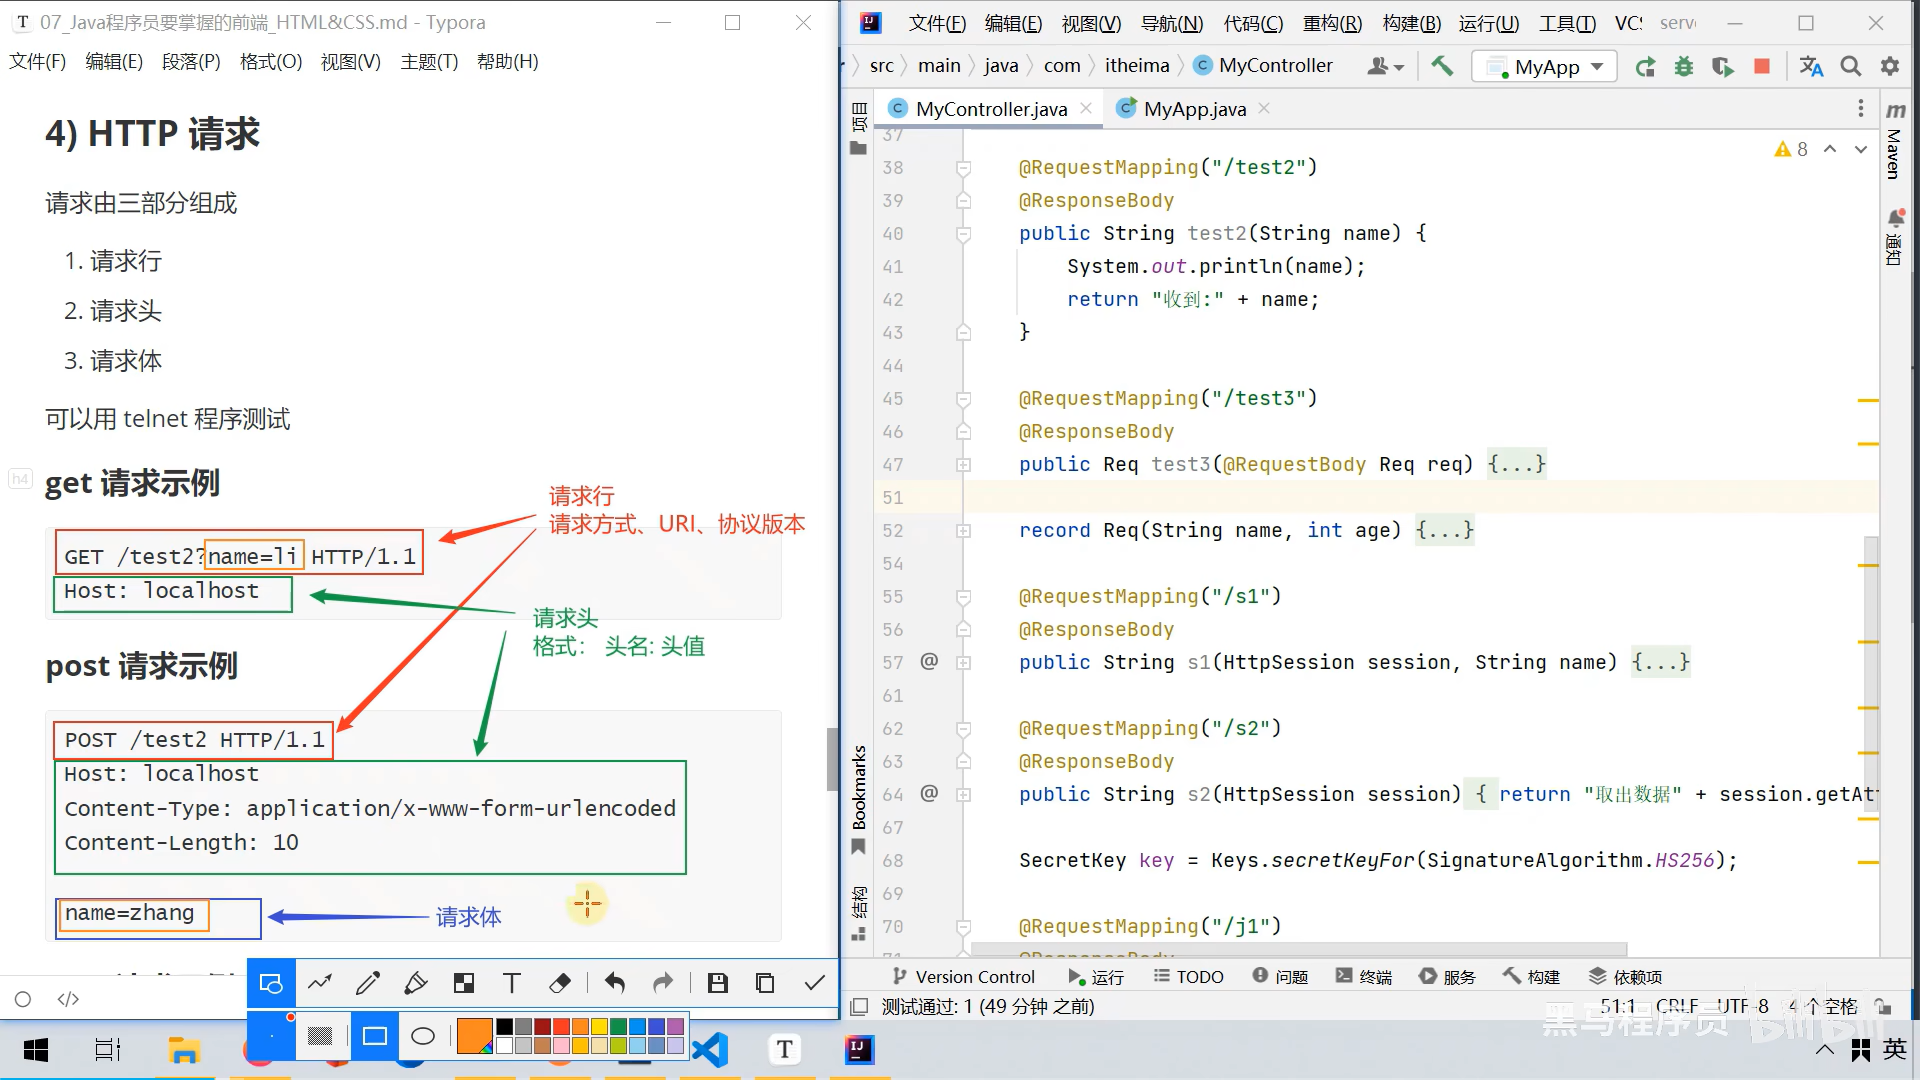 07_Java程序员要掌握的前端_HTML&CSS.md - Typora
文件(F) 编辑(E) 段落(P) 格式(O) 视图(V) 主题(T) 帮助(H)
4) HTTP 请求
请求由三部分组成
1. 请求行
2. 请求头
3. 请求体
可以用 telnet 程序测试
h4
get 请求示例
请求行
请求方式、URI、协议版本
GET /test2?name=li HTTP/1.1
Host: localhost
请求头
格式： 头名: 头值
post 请求示例
POST /test2 HTTP/1.1
Host: localhost
Content-Type: application/x-www-form-urlencoded
Content-Length: 10
name=zhang
请求体
文件(F) 编辑(E) 视图(V) 导航(N) 代码(C) 重构(R) 构建(B) 运行(U) 工具(T) VCS
src main java com itheima MyController
MyApp
项目
MyController.java MyApp.java
m
Maven
通知
8
37
38 @RequestMapping("/test2")
39 @ResponseBody
40 public String test2(String name) {
41 System.out.println(name);
42 return "收到:" + name;
43 }
44
45 @RequestMapping("/test3")
46 @ResponseBody
47 public Req test3(@RequestBody Req req) {...}
51
52 record Req(String name, int age) {...}
54
55 @RequestMapping("/s1")
56 @ResponseBody
57 @ public String s1(HttpSession session, String name) {...}
61
62 @RequestMapping("/s2")
63 @ResponseBody
64 @ public String s2(HttpSession session) { return "取出数据" + session.getAt
67
68 SecretKey key = Keys.secretKeyFor(SignatureAlgorithm.HS256);
69
70 @RequestMapping("/j1")
Bookmarks
结构
Version Control 运行 TODO 问题 终端 服务 构建 依赖项
测试通过: 1 (49 分钟 之前)
51:1 CRLF UTF-8 4 个空格
黑马程序员 bilibili
英